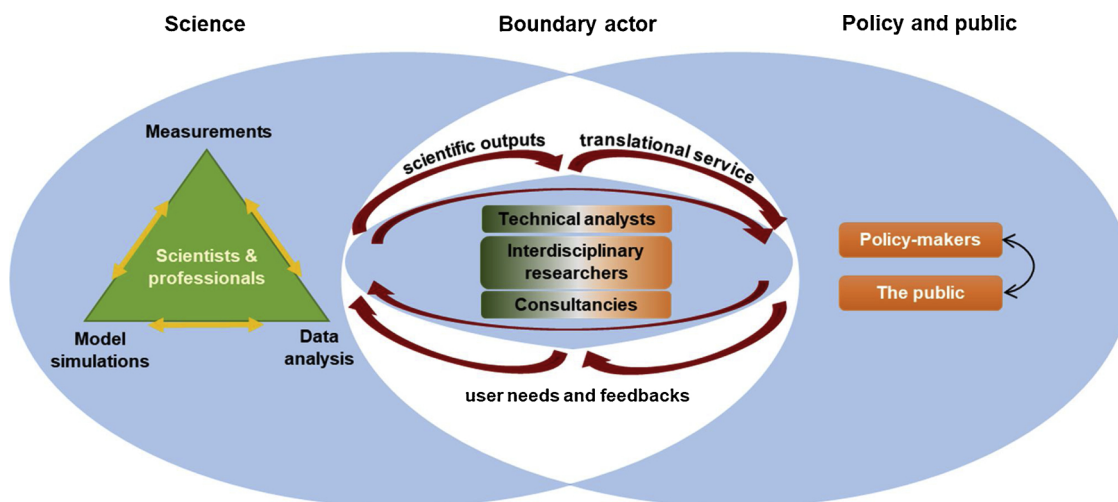 Science
Boundary actor
Policy and public
Measurements
Scientists &
professionals
Model
simulations
Data
analysis
scientific outputs
translational service
Technical analysts
Interdisciplinary
researchers
Consultancies
user needs and feedbacks
Policy-makers
The public